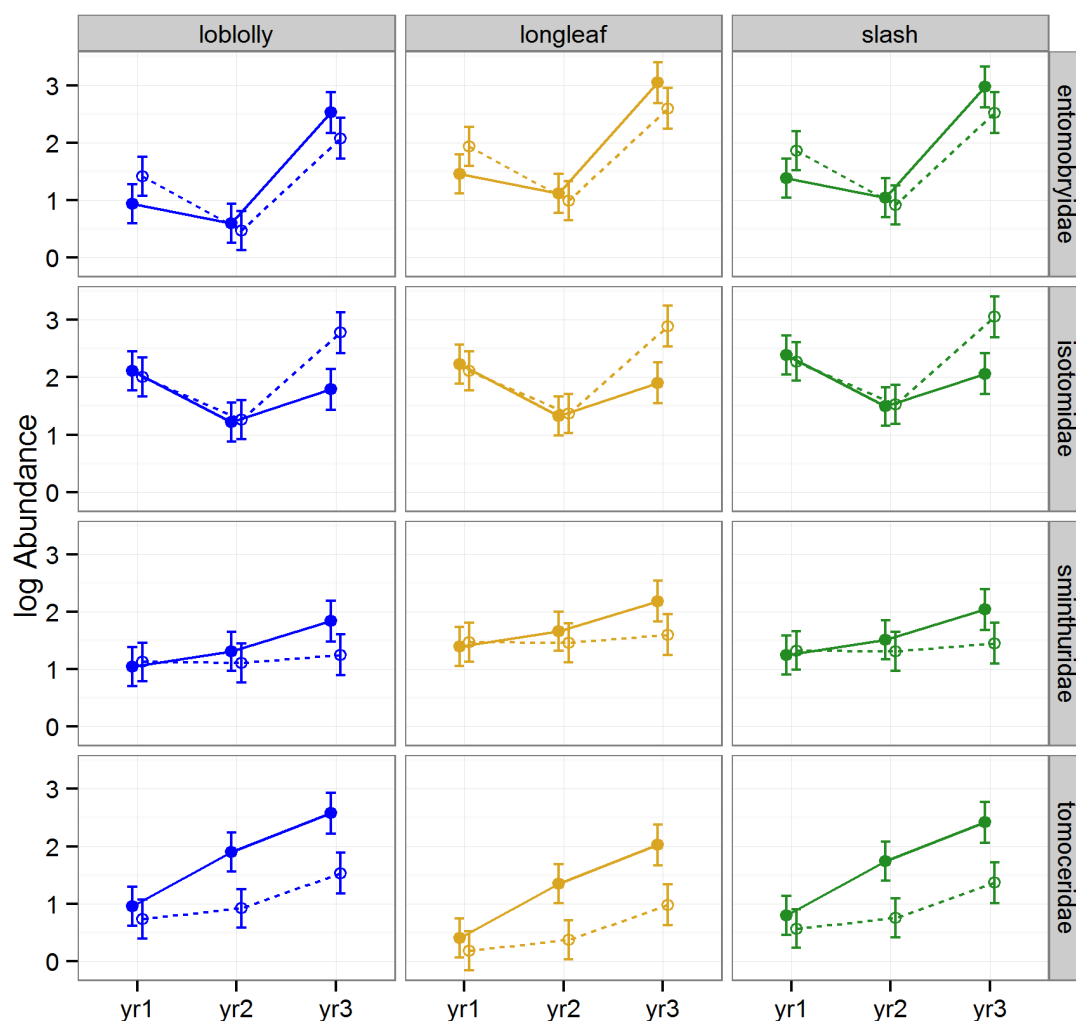 loblolly longleaf slash
3
2
1
0
entomobryidae
3
2
1
0
isotomidae
log Abundance
3
2
1
0
sminthuridae
3
2
1
0
tomoceridae
yr1 yr2 yr3 yr1 yr2 yr3 yr1 yr2 yr3